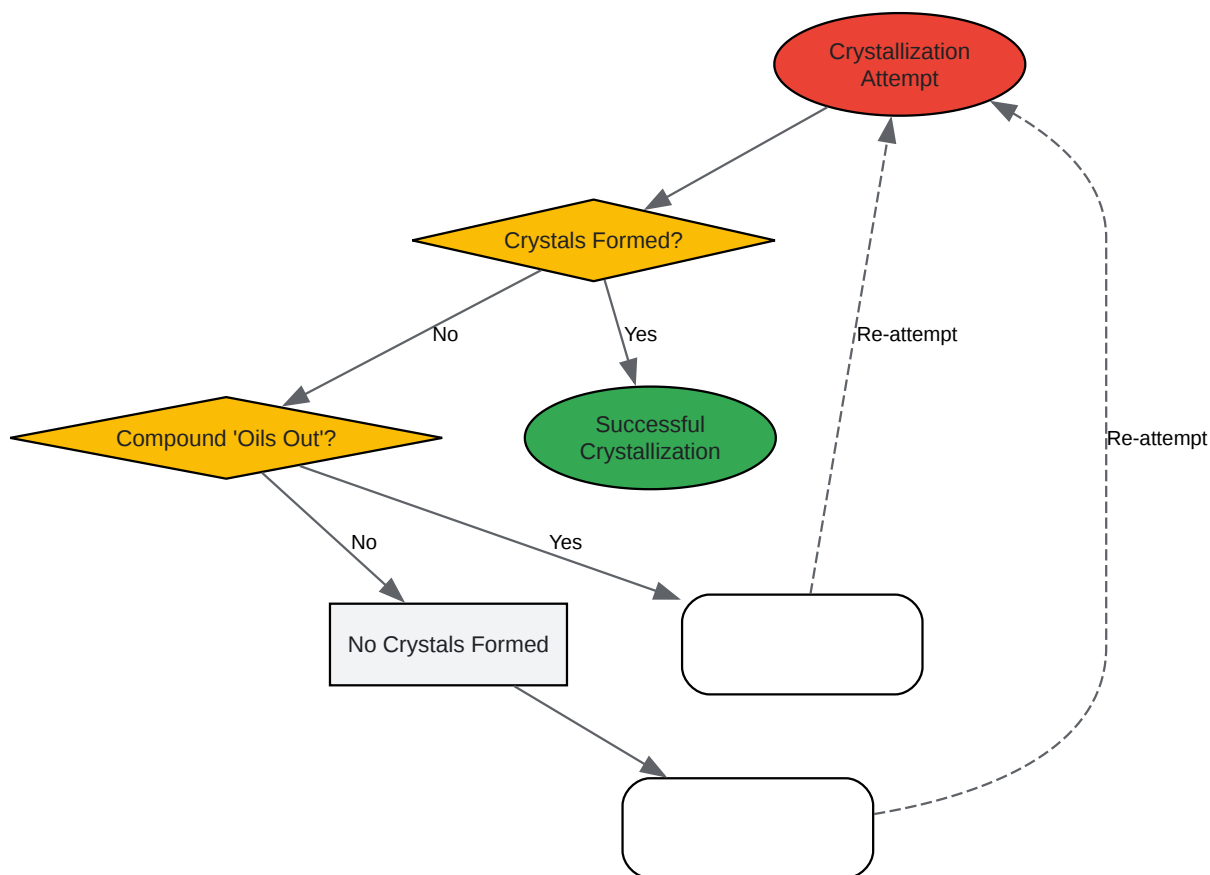 Crystallization
Attempt
Crystals Formed?
No
Yes
Re-attempt
Compound 'Oils Out'?
Successful
Crystallization
Re-attempt
No
Yes
No Crystals Formed